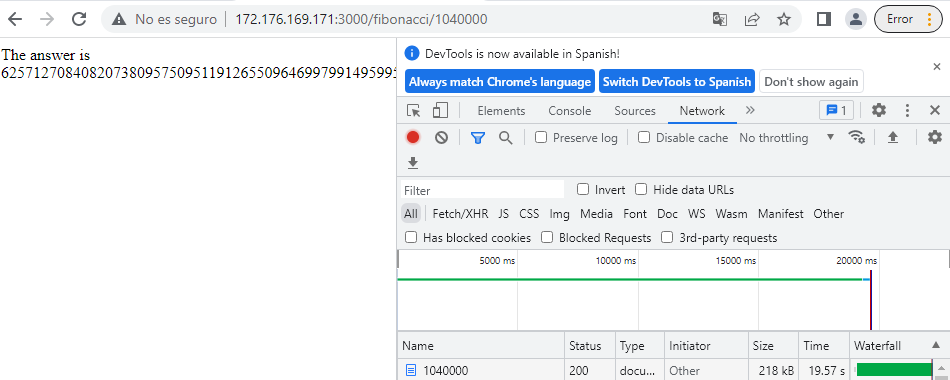 No es seguro | 172.176.169.171:3000/fibonacci/1040000 Error
The answer is
DevTools is now available in Spanish!
Always match Chrome's language Switch DevTools to Spanish Don't show again
Elements Console Sources Network 1
Preserve log Disable cache No throttling
Filter Invert Hide data URLs
All Fetch/XHR JS CSS Img Media Font Doc WS Wasm Manifest Other
Has blocked cookies Blocked Requests 3rd-party requests
5000 ms 10000 ms 15000 ms 20000 ms
Name Status Type Initiator Size Time Waterfall
1040000 200 docu... Other 218 kB 19.57 s